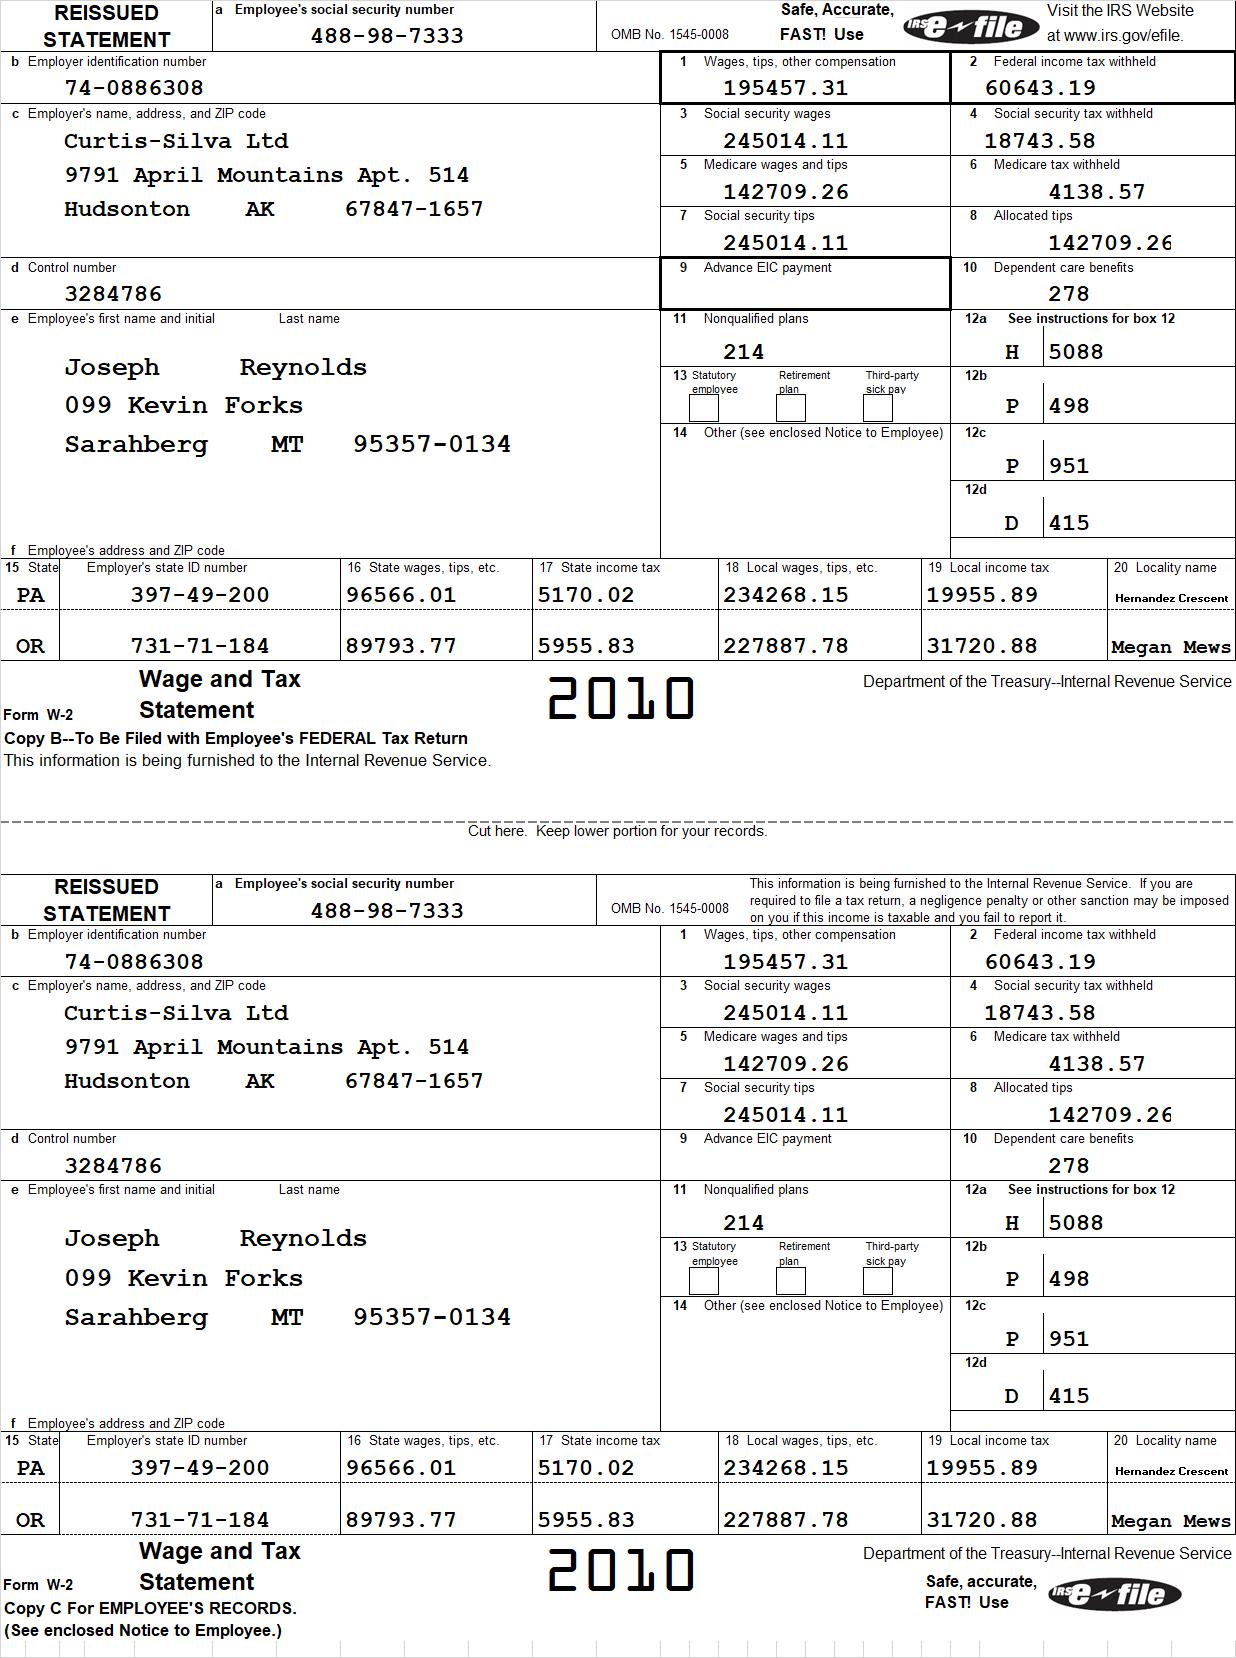 REISSUED STATEMENT
a Employee's social security number
488-98-7333
OMB No. 1545-0008
Safe, Accurate, FAST! Use
IRS e-file
Visit the IRS Website at www.irs.gov/efile.
b Employer identification number
74-0886308
1 Wages, tips, other compensation
195457.31
2 Federal income tax withheld
60643.19
c Employer's name, address, and ZIP code
Curtis-Silva Ltd
9791 April Mountains Apt. 514
Hudsonton AK 67847-1657
3 Social security wages
245014.11
4 Social security tax withheld
18743.58
5 Medicare wages and tips
142709.26
6 Medicare tax withheld
4138.57
7 Social security tips
245014.11
8 Allocated tips
142709.26
d Control number
3284786
9 Advance EIC payment
10 Dependent care benefits
278
e Employee's first name and initial Last name
Joseph Reynolds
099 Kevin Forks
Sarahberg MT 95357-0134
11 Nonqualified plans
214
12a See instructions for box 12
H 5088
13 Statutory employee Retirement plan Third-party sick pay
12b
P 498
14 Other (see enclosed Notice to Employee)
12c
P 951
12d
D 415
f Employee's address and ZIP code
15 State Employer's state ID number 16 State wages, tips, etc. 17 State income tax 18 Local wages, tips, etc. 19 Local income tax 20 Locality name
PA 397-49-200 96566.01 5170.02 234268.15 19955.89 Hernandez Crescent
OR 731-71-184 89793.77 5955.83 227887.78 31720.88 Megan Mews
Form W-2
Wage and Tax Statement
2010
Department of the Treasury--Internal Revenue Service
Copy B--To Be Filed with Employee's FEDERAL Tax Return
This information is being furnished to the Internal Revenue Service.
Cut here. Keep lower portion for your records.
REISSUED STATEMENT
a Employee's social security number
488-98-7333
OMB No. 1545-0008
This information is being furnished to the Internal Revenue Service. If you are
required to file a tax return, a negligence penalty or other sanction may be imposed
on you if this income is taxable and you fail to report it.
b Employer identification number
74-0886308
1 Wages, tips, other compensation
195457.31
2 Federal income tax withheld
60643.19
c Employer's name, address, and ZIP code
Curtis-Silva Ltd
9791 April Mountains Apt. 514
Hudsonton AK 67847-1657
3 Social security wages
245014.11
4 Social security tax withheld
18743.58
5 Medicare wages and tips
142709.26
6 Medicare tax withheld
4138.57
7 Social security tips
245014.11
8 Allocated tips
142709.26
d Control number
3284786
9 Advance EIC payment
10 Dependent care benefits
278
e Employee's first name and initial Last name
Joseph Reynolds
099 Kevin Forks
Sarahberg MT 95357-0134
11 Nonqualified plans
214
12a See instructions for box 12
H 5088
13 Statutory employee Retirement plan Third-party sick pay
12b
P 498
14 Other (see enclosed Notice to Employee)
12c
P 951
12d
D 415
f Employee's address and ZIP code
15 State Employer's state ID number 16 State wages, tips, etc. 17 State income tax 18 Local wages, tips, etc. 19 Local income tax 20 Locality name
PA 397-49-200 96566.01 5170.02 234268.15 19955.89 Hernandez Crescent
OR 731-71-184 89793.77 5955.83 227887.78 31720.88 Megan Mews
Form W-2
Wage and Tax Statement
2010
Department of the Treasury--Internal Revenue Service
Safe, accurate, FAST! Use
IRS e-file
Copy C For EMPLOYEE'S RECORDS.
(See enclosed Notice to Employee.)